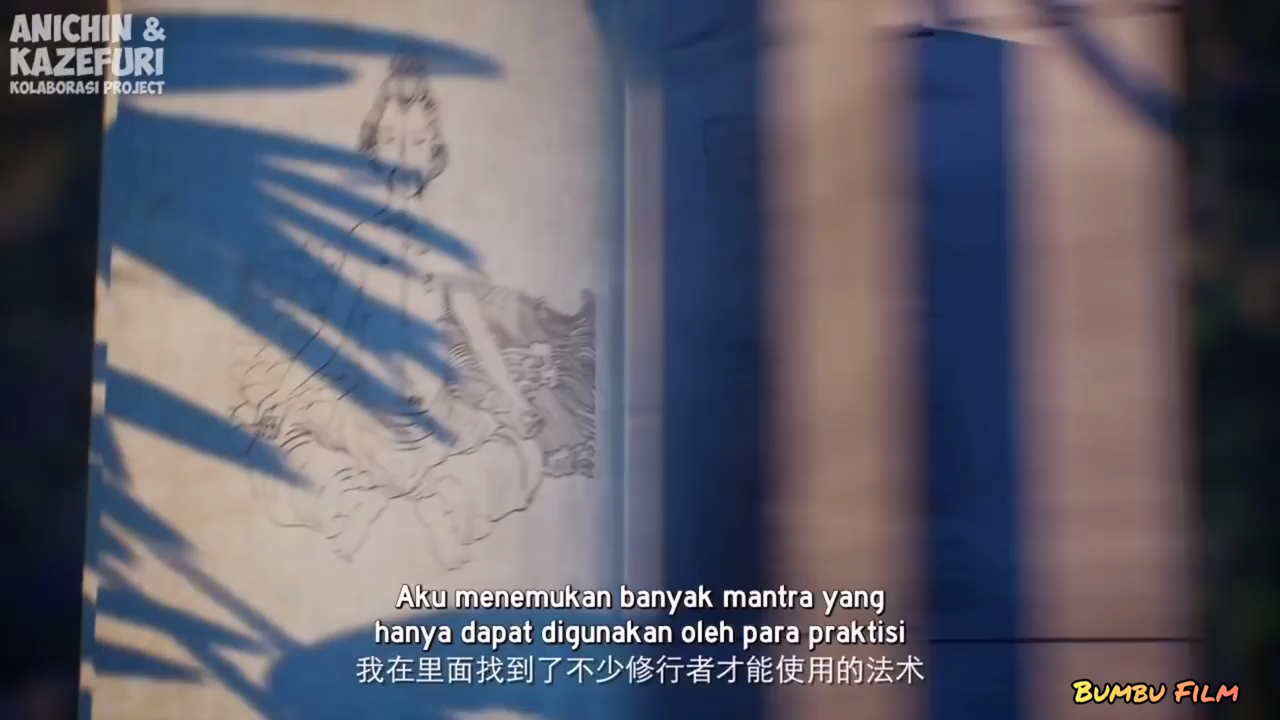 ANICHIN &
KAZEFURI
KOLABORASI PROJECT
Aku menemukan banyak mantra yang
hanya dapat digunakan oleh para praktisi
我在里面找到了不少修行者才能使用的法术
BUMBU FILM